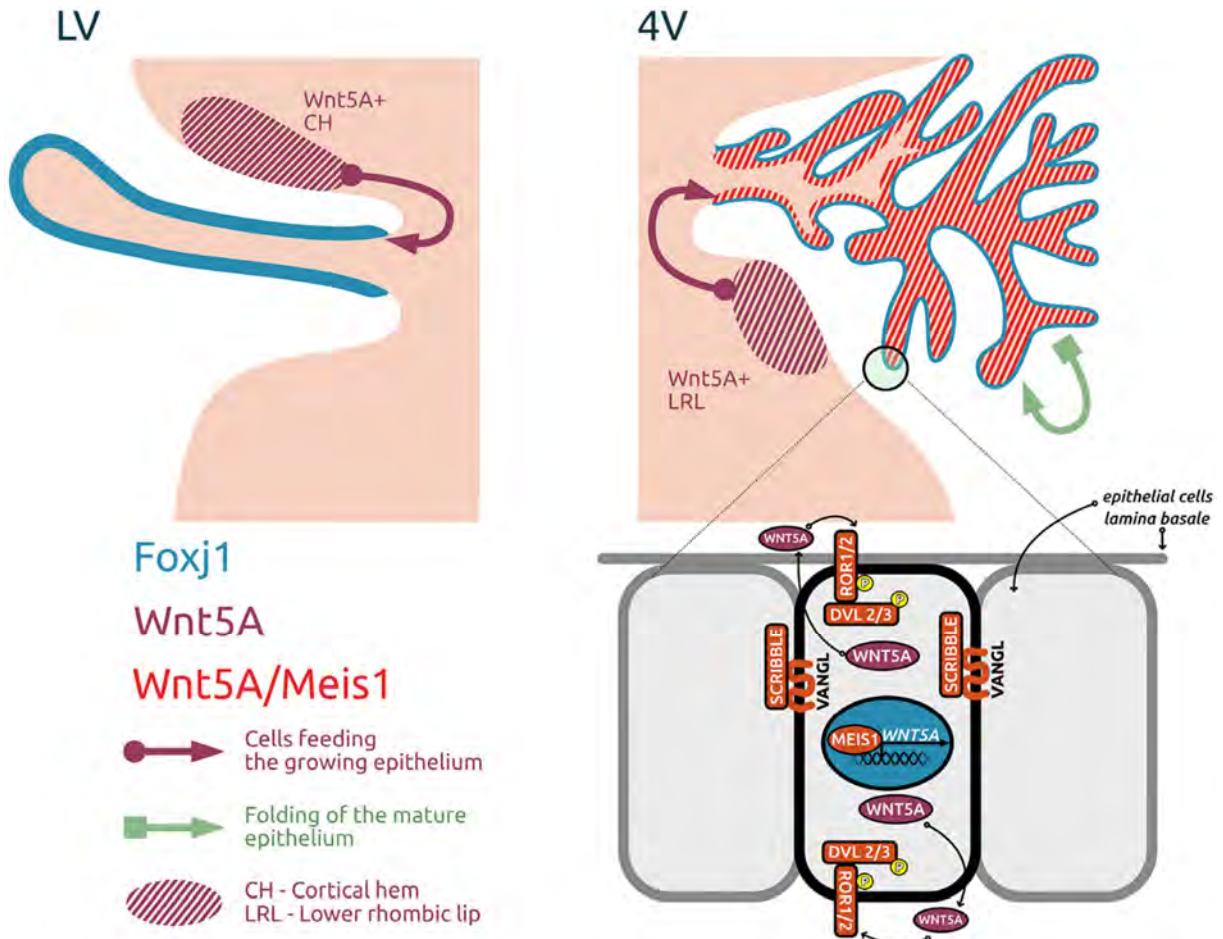 LV
4V
Wnt5A+
CH
Wnt5A+
LRL
epithelial cells
lamina basale
WNT5A
ROR1/2
P
DVL 2/3
P
WNT5A
SCRIBBLE
VANGL
SCRIBBLE
VANGL
MEIS1
WNT5A
WNT5A
DVL 2/3
P
ROR1/2
P
WNT5A
Foxj1
Wnt5A
Wnt5A/Meis1
Cells feeding
the growing epithelium
Folding of the mature
epithelium
CH - Cortical hem
LRL - Lower rhombic lip